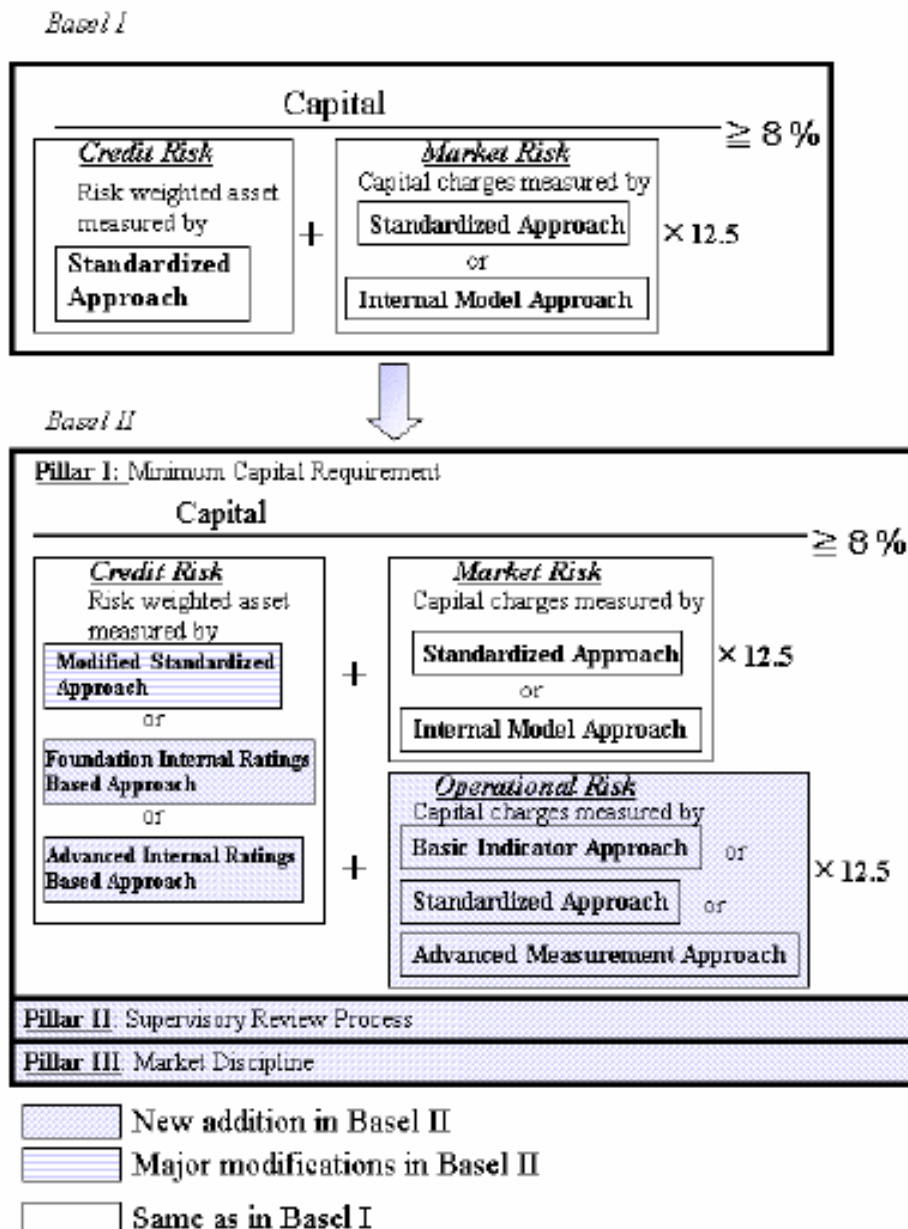 Basel I
Capital
≧ 8%
Credit Risk
Risk weighted asset
measured by
Standardized
Approach
+
Market Risk
Capital charges measured by
Standardized Approach
or
Internal Model Approach
×12.5
Basel II
Pillar I: Minimum Capital Requirement
Capital
≧ 8%
Credit Risk
Risk weighted asset
measured by
Modified Standardized
Approach
or
Foundation Internal Ratings
Based Approach
or
Advanced Internal Ratings
Based Approach
+
Market Risk
Capital charges measured by
Standardized Approach
or
Internal Model Approach
×12.5
+
Operational Risk
Capital charges measured by
Basic Indicator Approach or
Standardized Approach or
Advanced Measurement Approach
×12.5
Pillar II: Supervisory Review Process
Pillar III: Market Discipline
New addition in Basel II
Major modifications in Basel II
Same as in Basel I